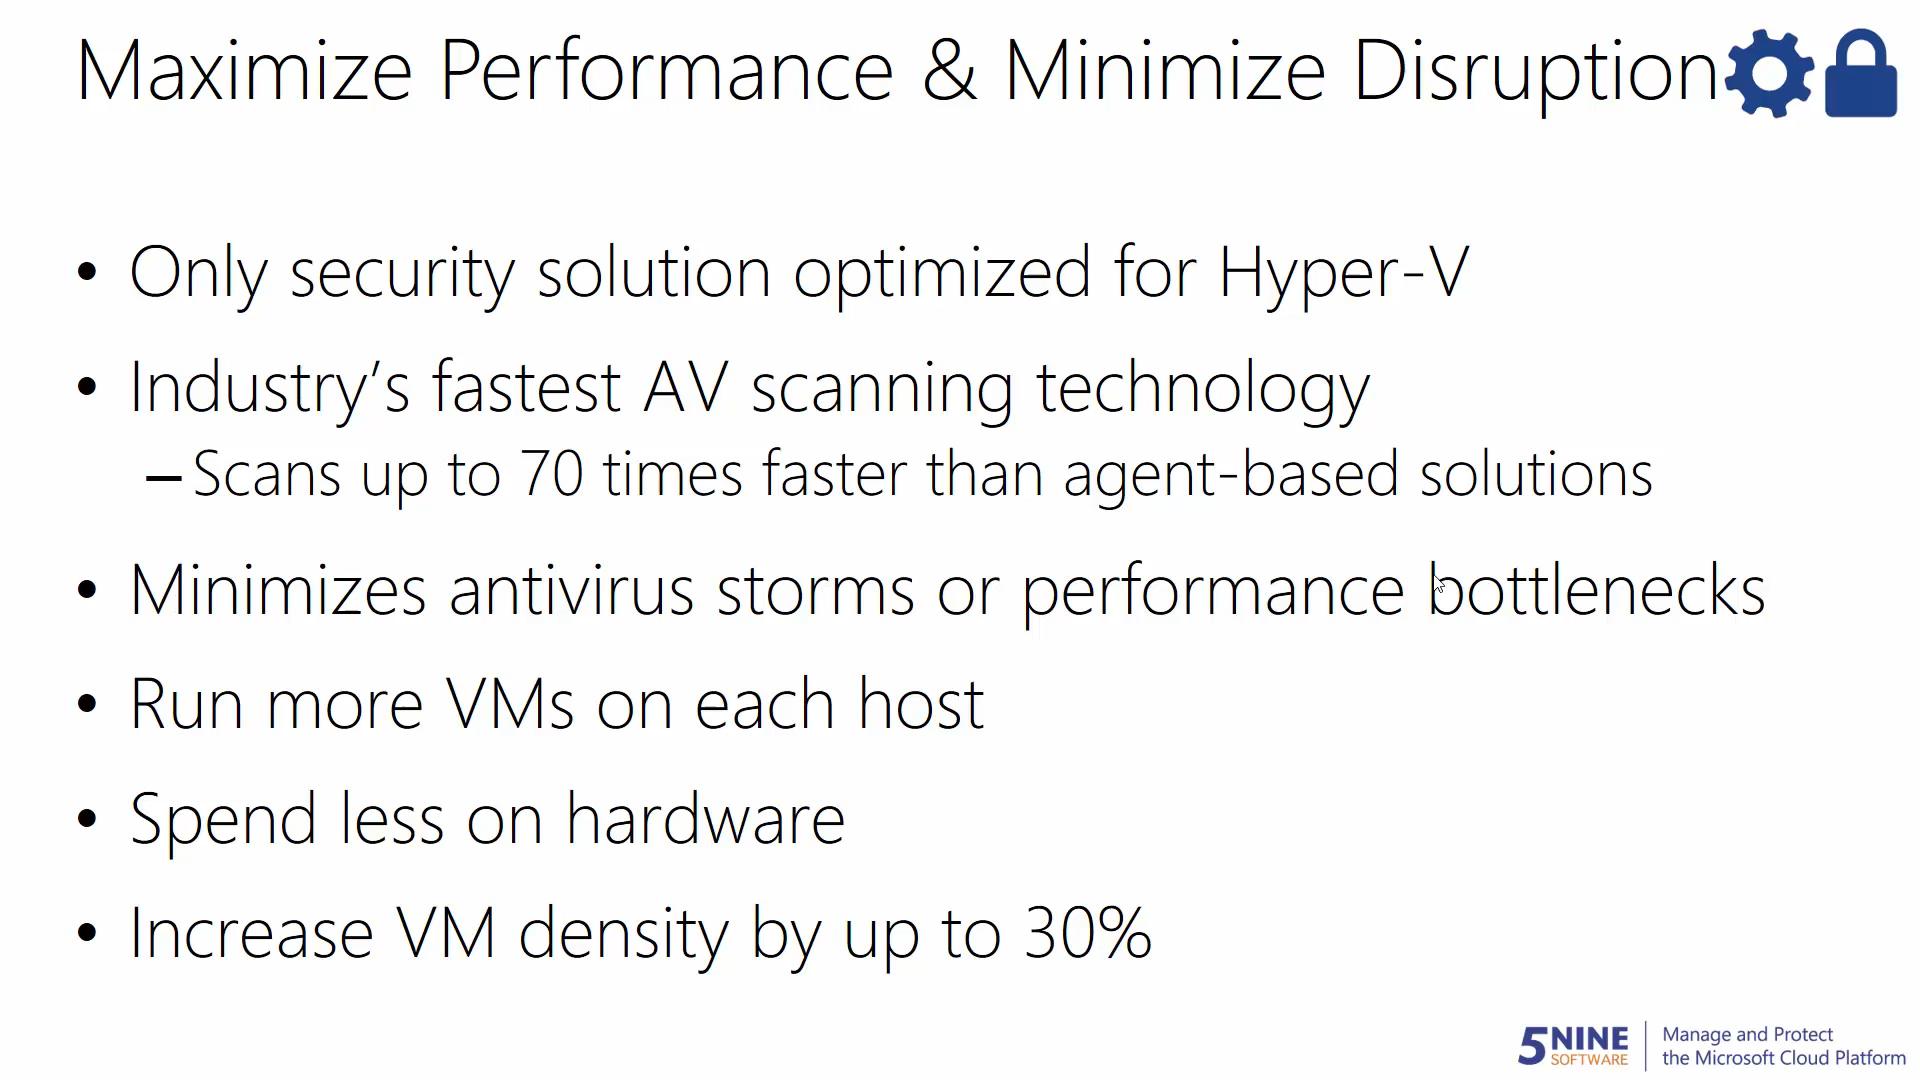 Maximize Performance & Minimize Disruption
• Only security solution optimized for Hyper-V
• Industry’s fastest AV scanning technology
– Scans up to 70 times faster than agent-based solutions
• Minimizes antivirus storms or performance bottlenecks
• Run more VMs on each host
• Spend less on hardware
• Increase VM density by up to 30%
5NINE
SOFTWARE
Manage and Protect
the Microsoft Cloud Platform